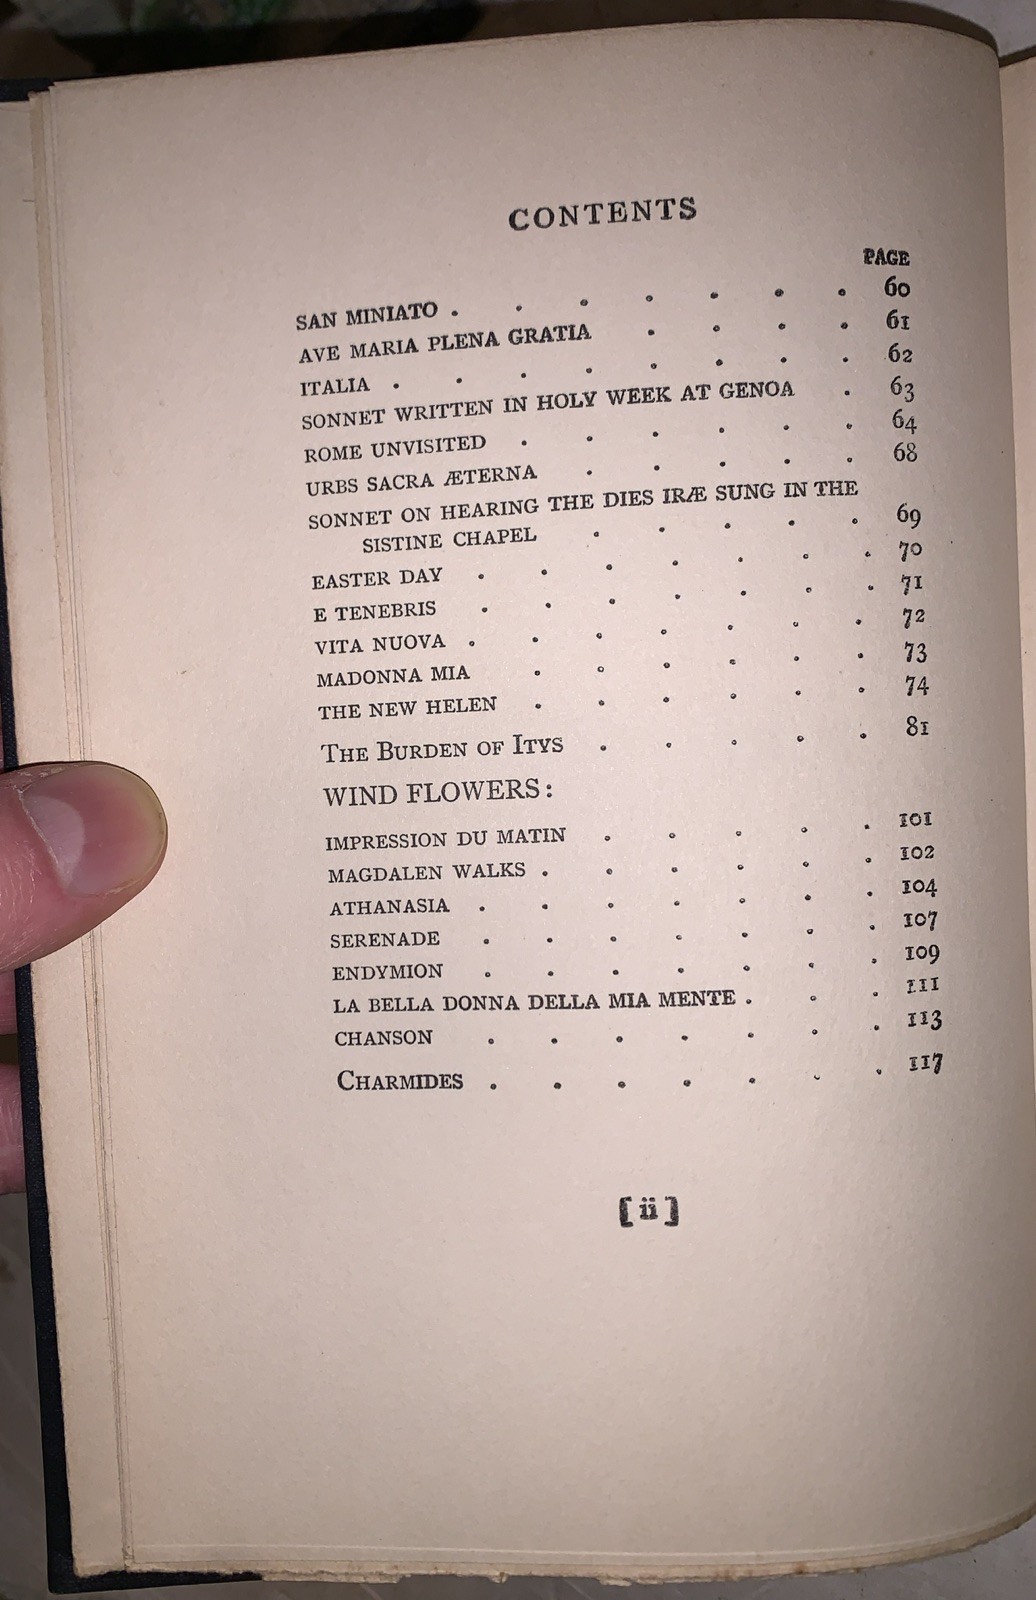 CONTENTS
PAGE
SAN MINIATO . . . . . . . 60
AVE MARIA PLENA GRATIA . . . . 61
ITALIA . . . . . . . . 62
SONNET WRITTEN IN HOLY WEEK AT GENOA . 63
ROME UNVISITED . . . . . . 64
URBS SACRA ÆTERNA . . . . . 68
SONNET ON HEARING THE DIES IRÆ SUNG IN THE
SISTINE CHAPEL . . . . . 69
EASTER DAY . . . . . . . 70
E TENEBRIS . . . . . . . 71
VITA NUOVA . . . . . . . 72
MADONNA MIA . . . . . . 73
THE NEW HELEN . . . . . . 74
THE BURDEN OF ITYS . . . . . 81
WIND FLOWERS:
IMPRESSION DU MATIN . . . . . 101
MAGDALEN WALKS . . . . . . 102
ATHANASIA . . . . . . . 104
SERENADE . . . . . . . 107
ENDYMION . . . . . . . 109
LA BELLA DONNA DELLA MIA MENTE . . . 111
CHANSON . . . . . . . 113
CHARMIDES . . . . . . . 117
[ii]